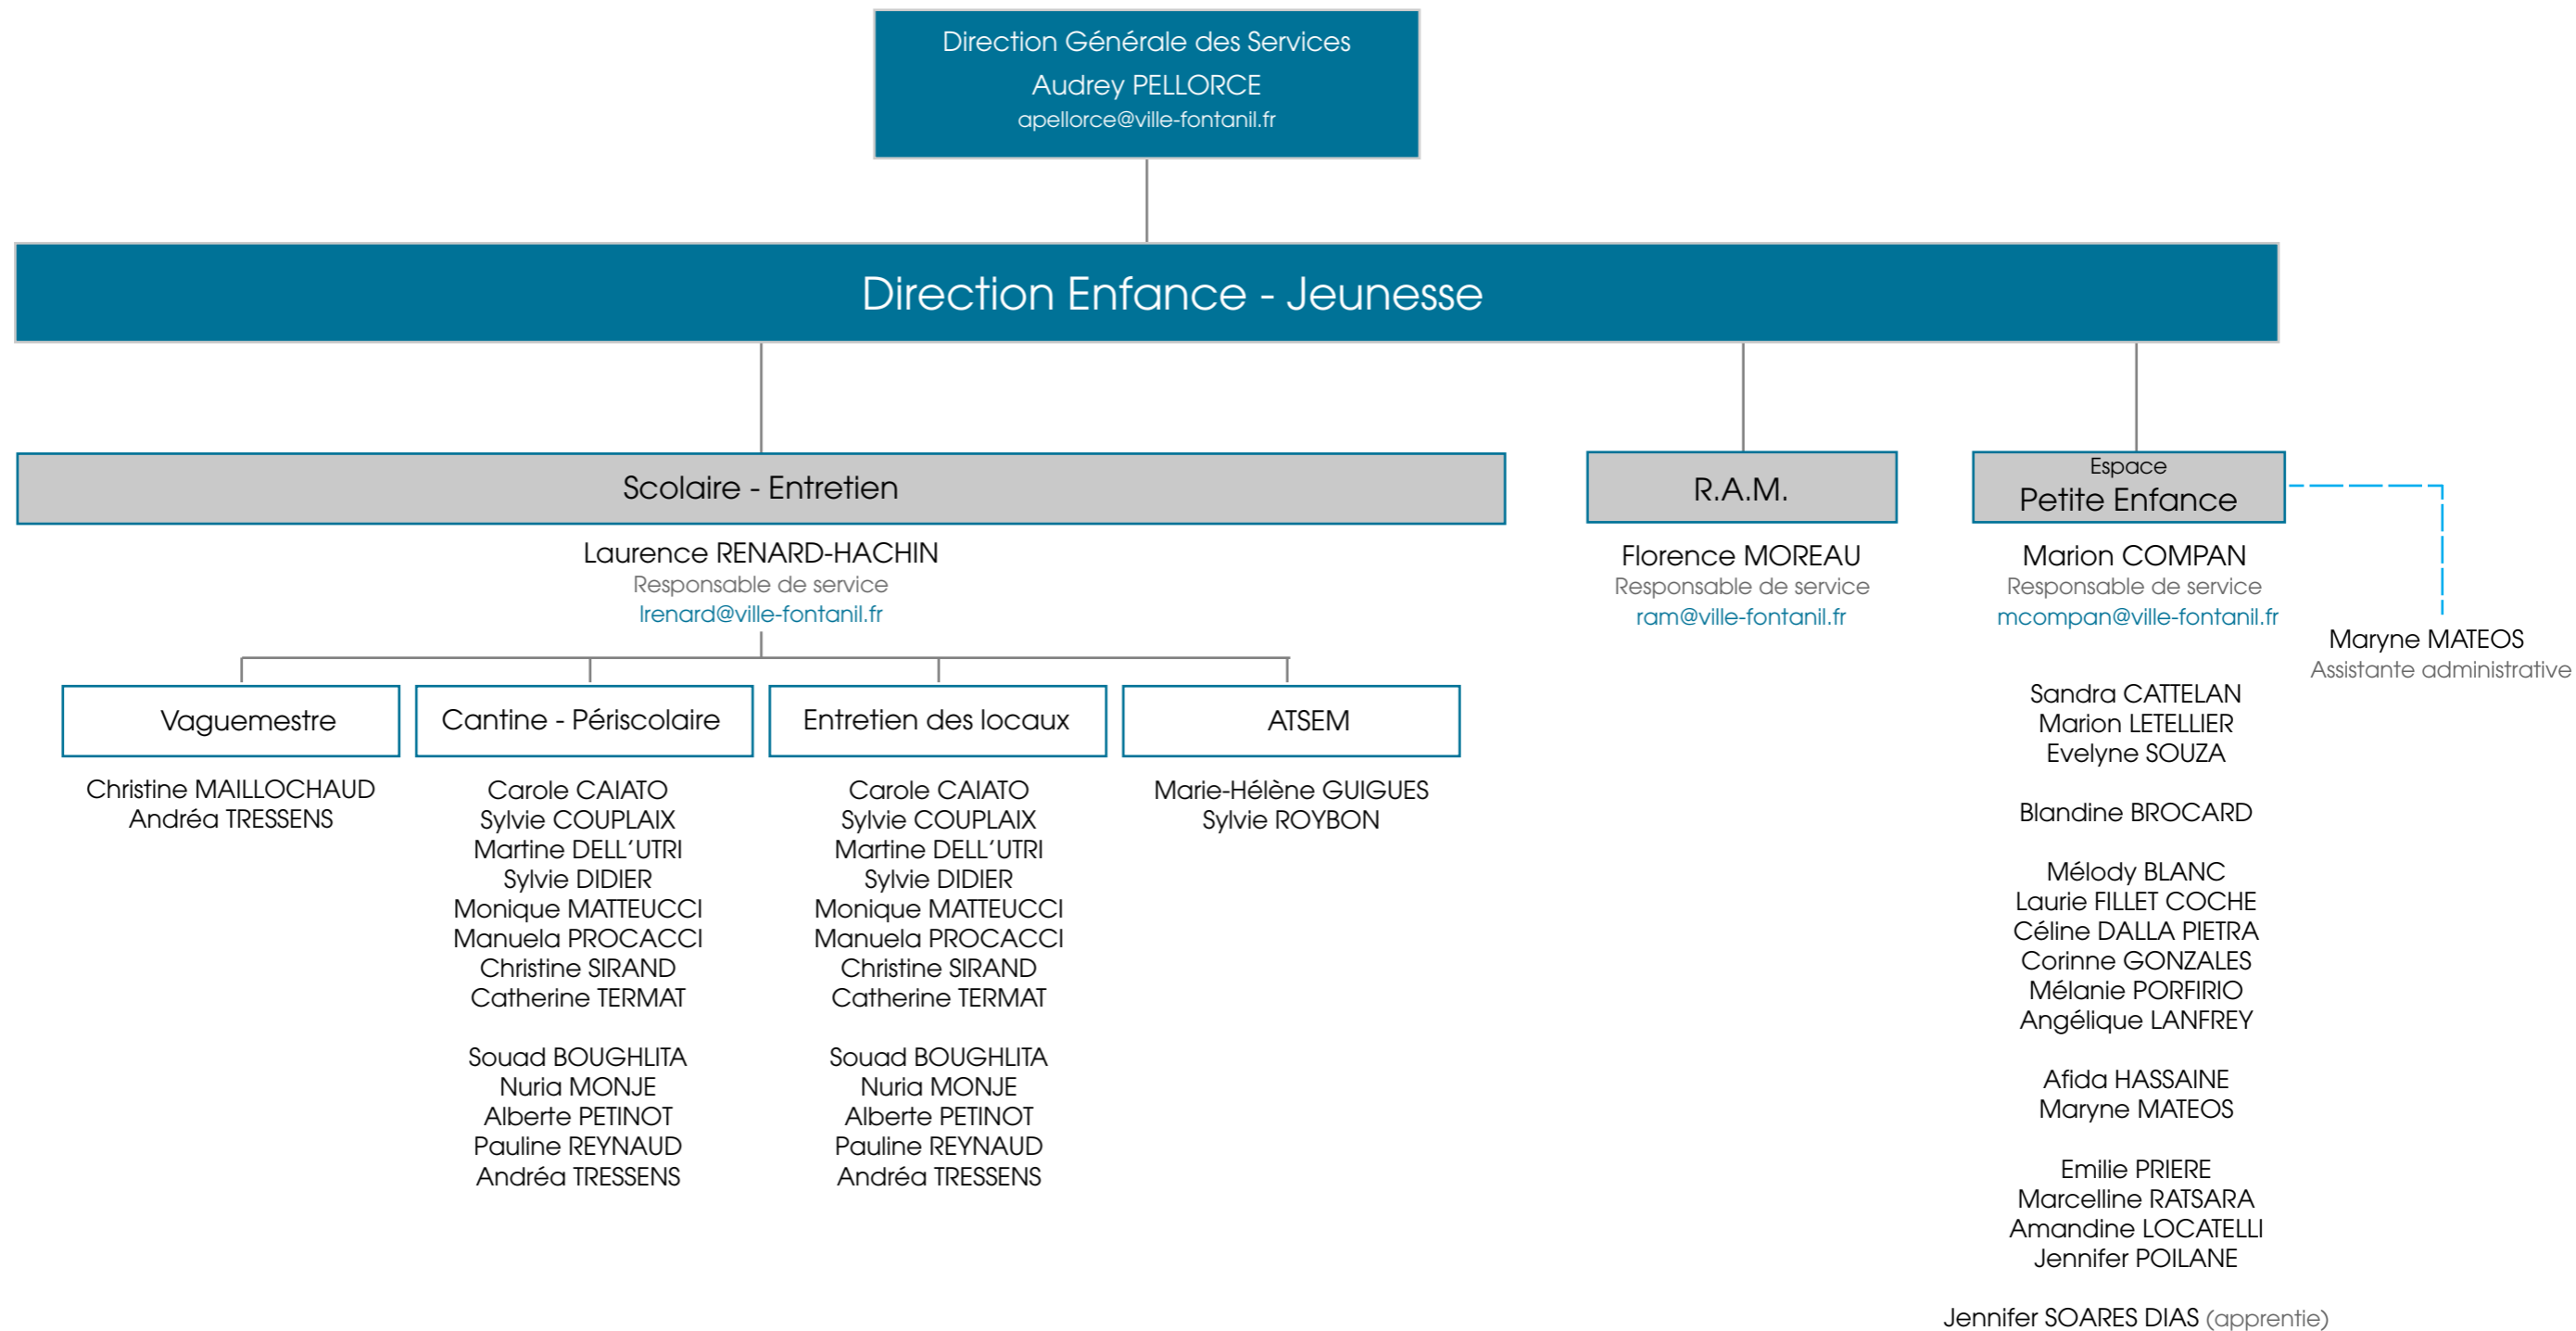 Direction Générale des Services
Audrey PELLORCE
apellorce@ville-fontanil.fr
Direction Enfance - Jeunesse
Scolaire - Entretien
Laurence RENARD-HACHIN
Responsable de service
lrenard@ville-fontanil.fr
Vaguemestre
Christine MAILLOCHAUD
Andréa TRESSENS
Cantine - Périscolaire
Carole CAIATO
Sylvie COUPLAIX
Martine DELL'UTRI
Sylvie DIDIER
Monique MATTEUCCI
Manuela PROCACCI
Christine SIRAND
Catherine TERMAT
Souad BOUGHLITA
Nuria MONJE
Alberte PETINOT
Pauline REYNAUD
Andréa TRESSENS
Entretien des locaux
Carole CAIATO
Sylvie COUPLAIX
Martine DELL'UTRI
Sylvie DIDIER
Monique MATTEUCCI
Manuela PROCACCI
Christine SIRAND
Catherine TERMAT
Souad BOUGHLITA
Nuria MONJE
Alberte PETINOT
Pauline REYNAUD
Andréa TRESSENS
ATSEM
Marie-Hélène GUIGUES
Sylvie ROYBON
R.A.M.
Florence MOREAU
Responsable de service
ram@ville-fontanil.fr
Espace
Petite Enfance
Marion COMPAN
Responsable de service
mcompan@ville-fontanil.fr
Maryne MATEOS
Assistante administrative
Sandra CATTELAN
Marion LETELLIER
Evelyne SOUZA
Blandine BROCARD
Mélody BLANC
Laurie FILLET COCHE
Céline DALLA PIETRA
Corinne GONZALES
Mélanie PORFIRIO
Angélique LANFREY
Afida HASSAINE
Maryne MATEOS
Emilie PRIERE
Marcelline RATSARA
Amandine LOCATELLI
Jennifer POILANE
Jennifer SOARES DIAS (apprentie)